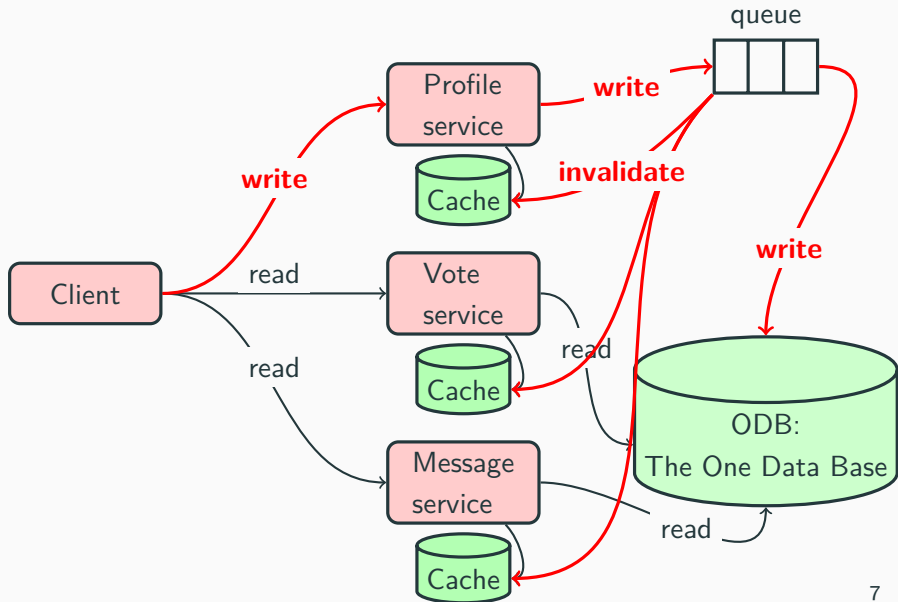 queue
Profile
service
write
write
invalidate
Cache
write
Client
read
Vote
service
read
read
Cache
ODB:
The One Data Base
Message
service
read
Cache
7